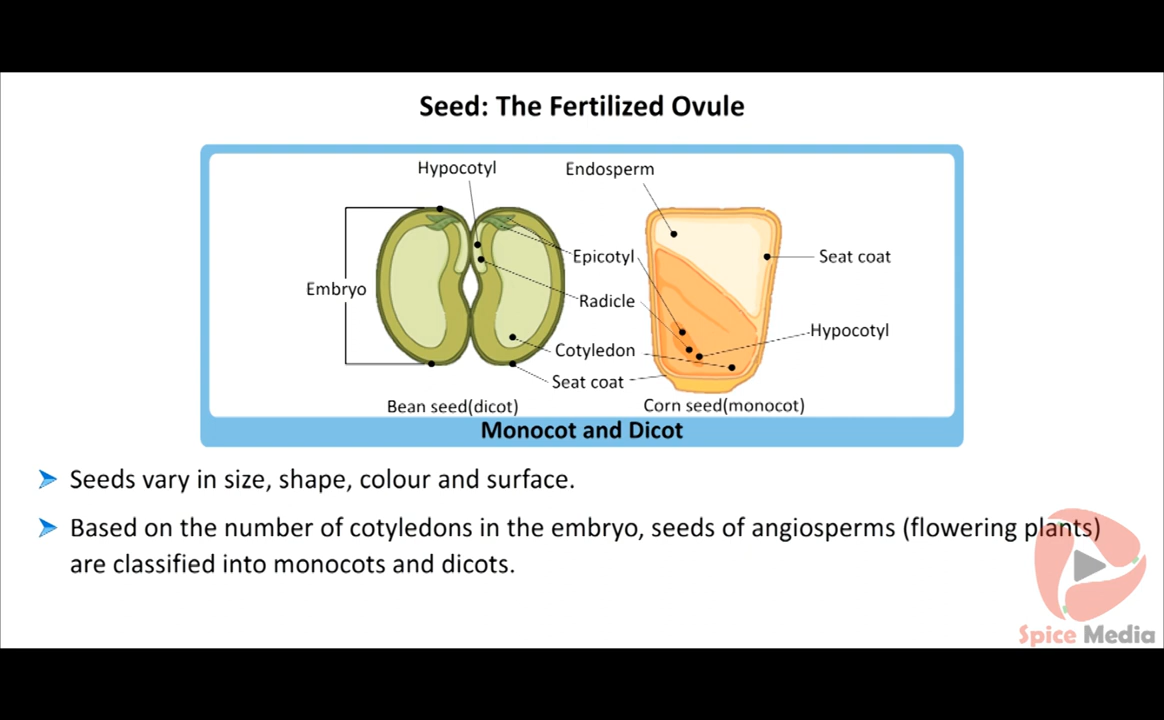 Seed: The Fertilized Ovule
Hypocotyl
Endosperm
Epicotyl
Seat coat
Embryo
Radicle
Hypocotyl
Cotyledon
Seat coat
Bean seed(dicot)
Corn seed(monocot)
Monocot and Dicot
Seeds vary in size, shape, colour and surface.
Based on the number of cotyledons in the embryo, seeds of angiosperms (flowering plants)
are classified into monocots and dicots.
Spice Media